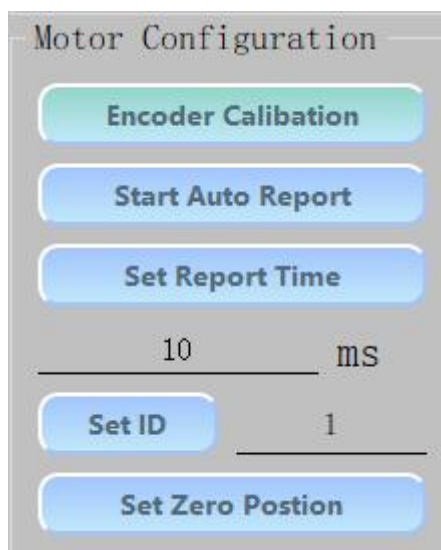 Motor Configuration
Encoder Calibation
Start Auto Report
Set Report Time
10 ms
Set ID 1
Set Zero Postion